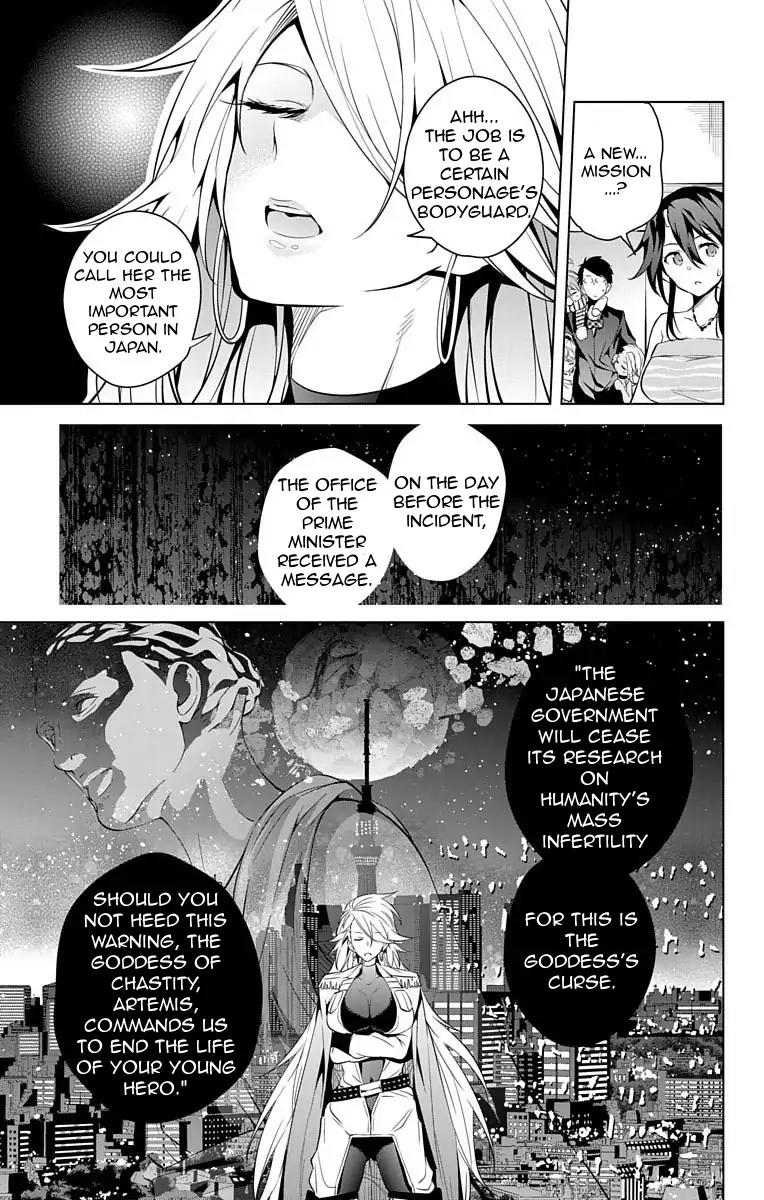 A NEW...
MISSION
...?
AHH...
THE JOB IS
TO BE A
CERTAIN
PERSONAGE'S
BODYGUARD.
YOU COULD
CALL HER THE
MOST
IMPORTANT
PERSON IN
JAPAN.
ON THE DAY
BEFORE THE
INCIDENT,
THE OFFICE
OF THE
PRIME
MINISTER
RECEIVED A
MESSAGE.
"THE
JAPANESE
GOVERNMENT
WILL CEASE
ITS RESEARCH
ON
HUMANITY'S
MASS
INFERTILITY
FOR THIS IS
THE
GODDESS'S
CURSE.
SHOULD YOU
NOT HEED THIS
WARNING, THE
GODDESS OF
CHASTITY,
ARTEMIS,
COMMANDS US
TO END THE LIFE
OF YOUR YOUNG
HERO."